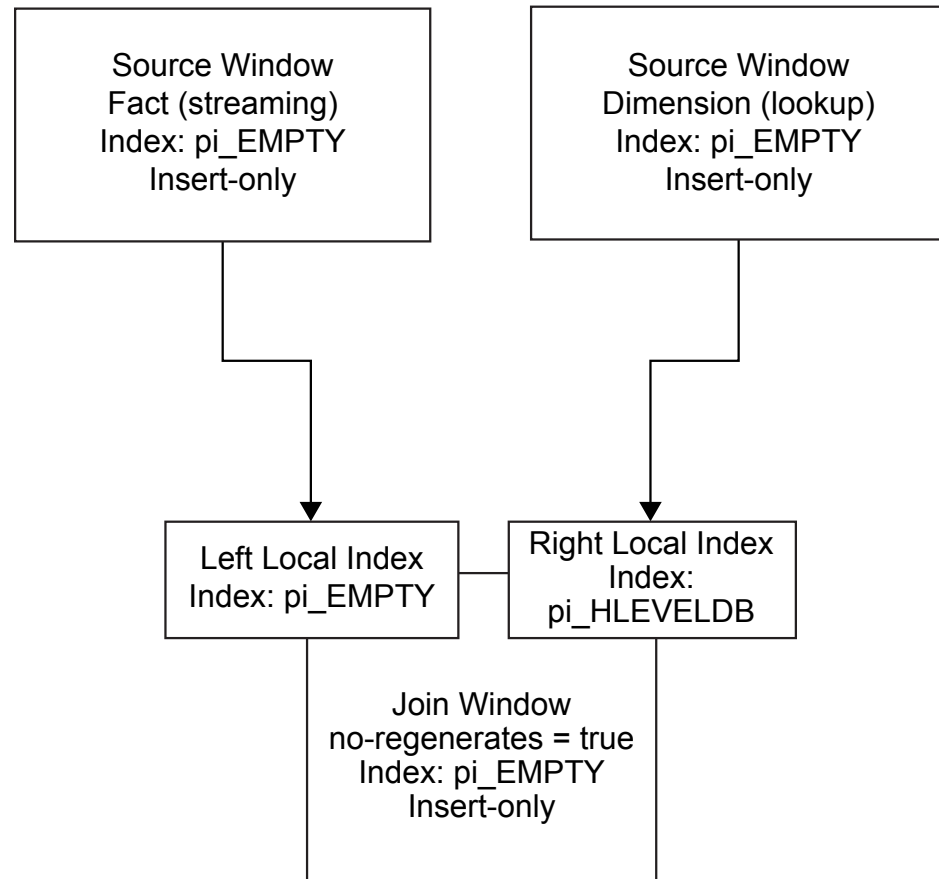 Source Window
Fact (streaming)
Index: pi_EMPTY
Insert-only
Source Window
Dimension (lookup)
Index: pi_EMPTY
Insert-only
Left Local Index
Index: pi_EMPTY
Right Local Index
Index:
pi_HLEVELDB
Join Window
no-regenerates = true
Index: pi_EMPTY
Insert-only